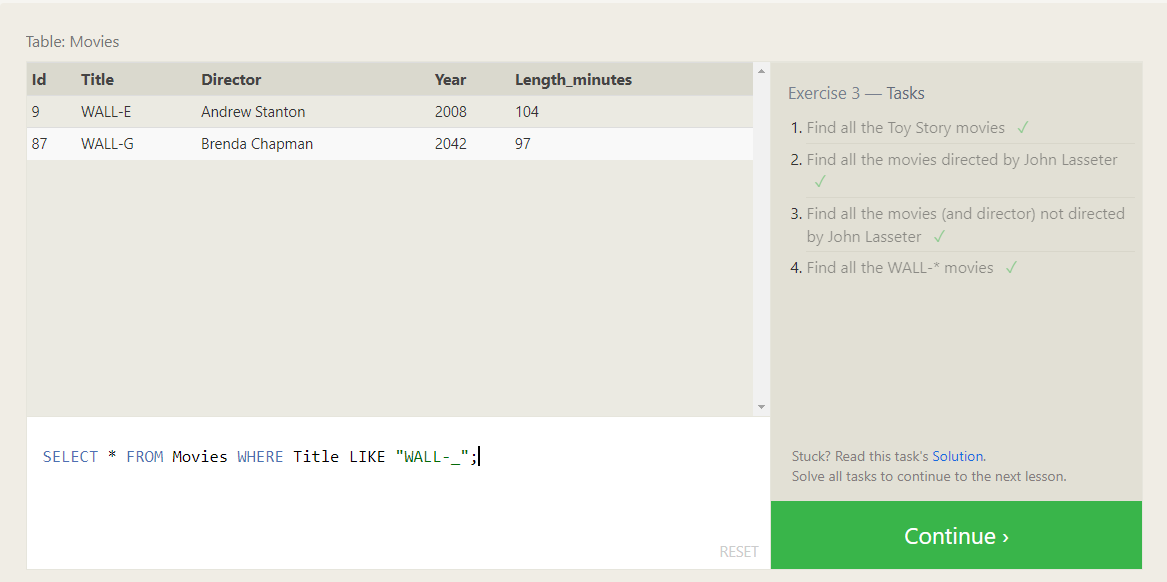 Table: Movies
Id Title Director Year Length_minutes
9 WALL-E Andrew Stanton 2008 104
87 WALL-G Brenda Chapman 2042 97
SELECT * FROM Movies WHERE Title LIKE "WALL-_";
RESET
Exercise 3 — Tasks
1. Find all the Toy Story movies ✓
2. Find all the movies directed by John Lasseter
✓
3. Find all the movies (and director) not directed
by John Lasseter ✓
4. Find all the WALL-* movies ✓
Stuck? Read this task's Solution.
Solve all tasks to continue to the next lesson.
Continue ›